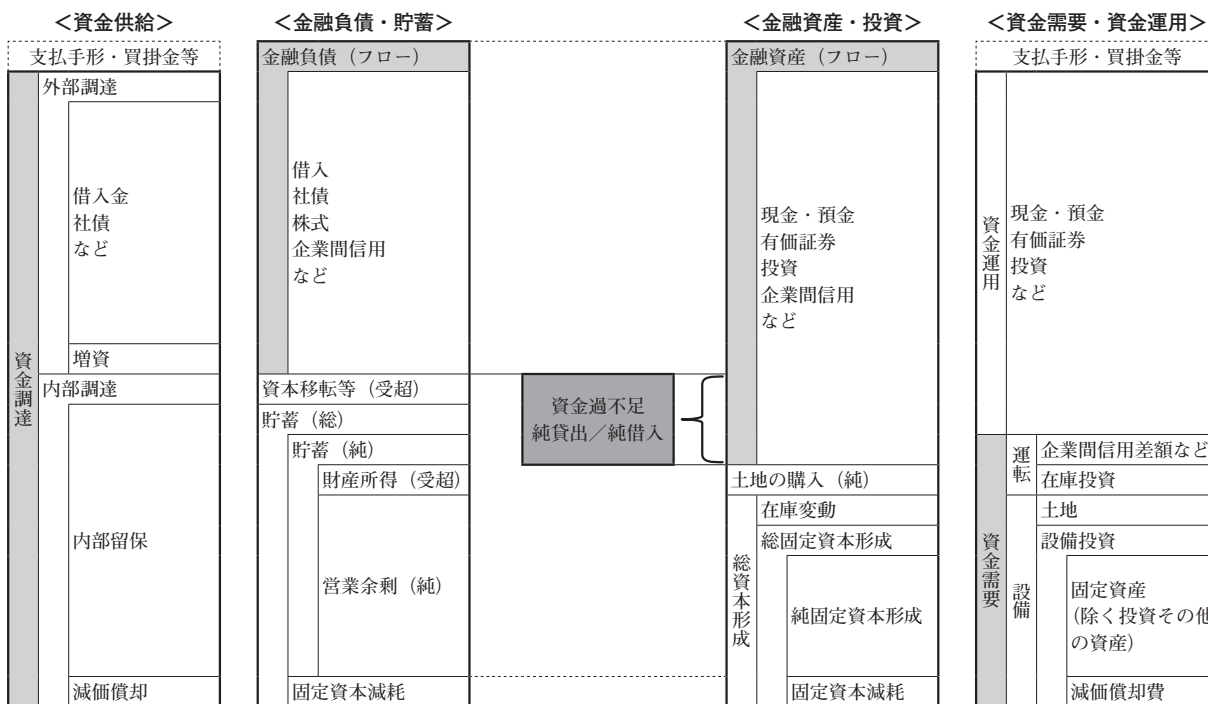 ＜資金供給＞
支払手形・買掛金等
資金調達
外部調達
借入金
社債
など
増資
内部調達
内部留保
減価償却
＜金融負債・貯蓄＞
金融負債（フロー）
借入
社債
株式
企業間信用
など
資本移転等（受超）
貯蓄（総）
貯蓄（純）
財産所得（受超）
営業余剰（純）
固定資本減耗
資金過不足
純貸出／純借入
＜金融資産・投資＞
金融資産（フロー）
現金・預金
有価証券
投資
企業間信用
など
土地の購入（純）
総資本形成
在庫変動
総固定資本形成
純固定資本形成
固定資本減耗
＜資金需要・資金運用＞
支払手形・買掛金等
資金運用
現金・預金
有価証券
投資
など
資金需要
運転
企業間信用差額など
在庫投資
設備
土地
設備投資
固定資産
(除く投資その他
の資産)
減価償却費